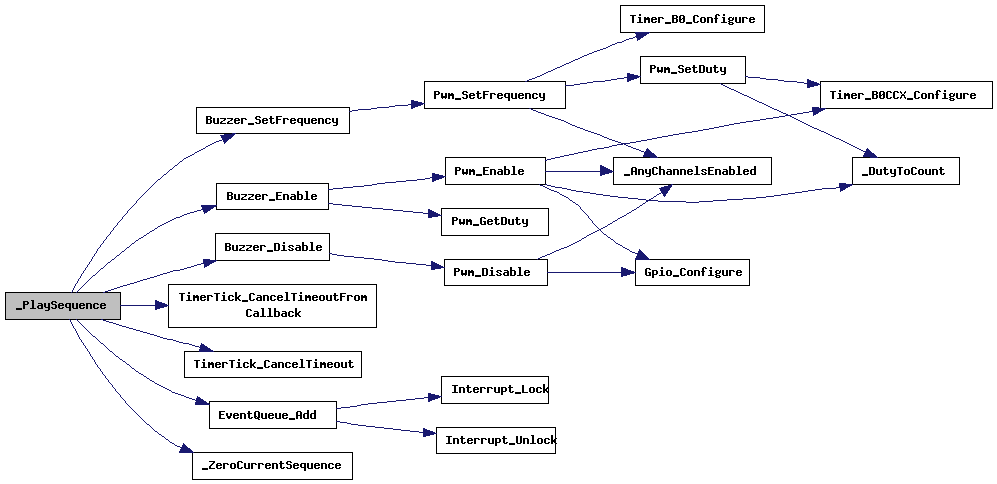 Timer_B0_Configure
Pwm_SetDuty
Pwm_SetFrequency
Timer_B0CCX_Configure
Buzzer_SetFrequency
Pwm_Enable
_AnyChannelsEnabled
_DutyToCount
Buzzer_Enable
Pwm_GetDuty
Buzzer_Disable
Pwm_Disable
Gpio_Configure
_PlaySequence
TimerTick_CancelTimeoutFrom
Callback
TimerTick_CancelTimeout
Interrupt_Lock
EventQueue_Add
Interrupt_Unlock
_ZeroCurrentSequence